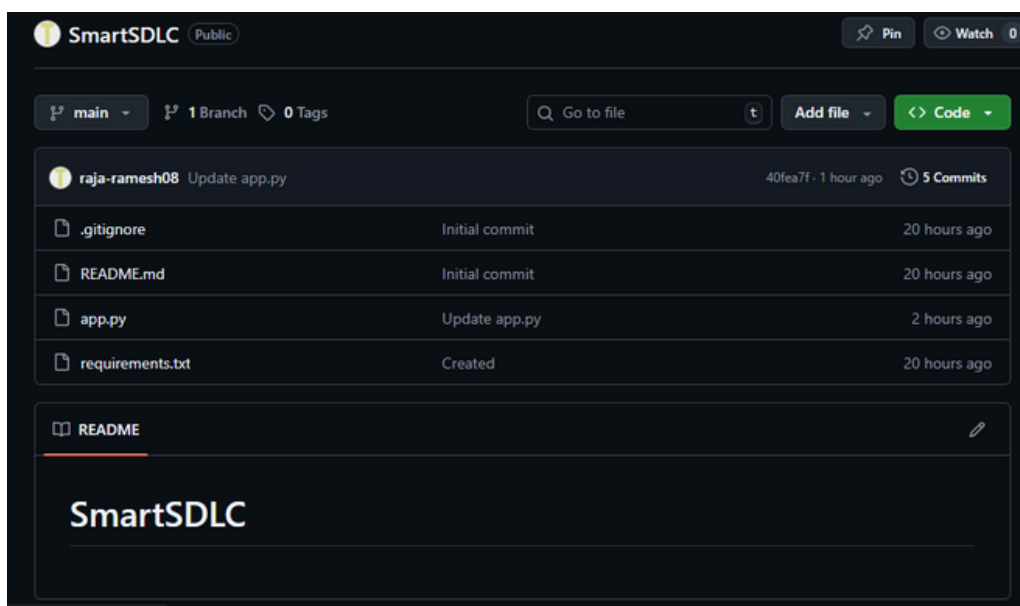 SmartSDLC Public Pin Watch 0
main 1 Branch 0 Tags Go to file t Add file Code
raja-ramesh08 Update app.py 40fea7f · 1 hour ago 5 Commits
.gitignore Initial commit 20 hours ago
README.md Initial commit 20 hours ago
app.py Update app.py 2 hours ago
requirements.txt Created 20 hours ago
README
SmartSDLC